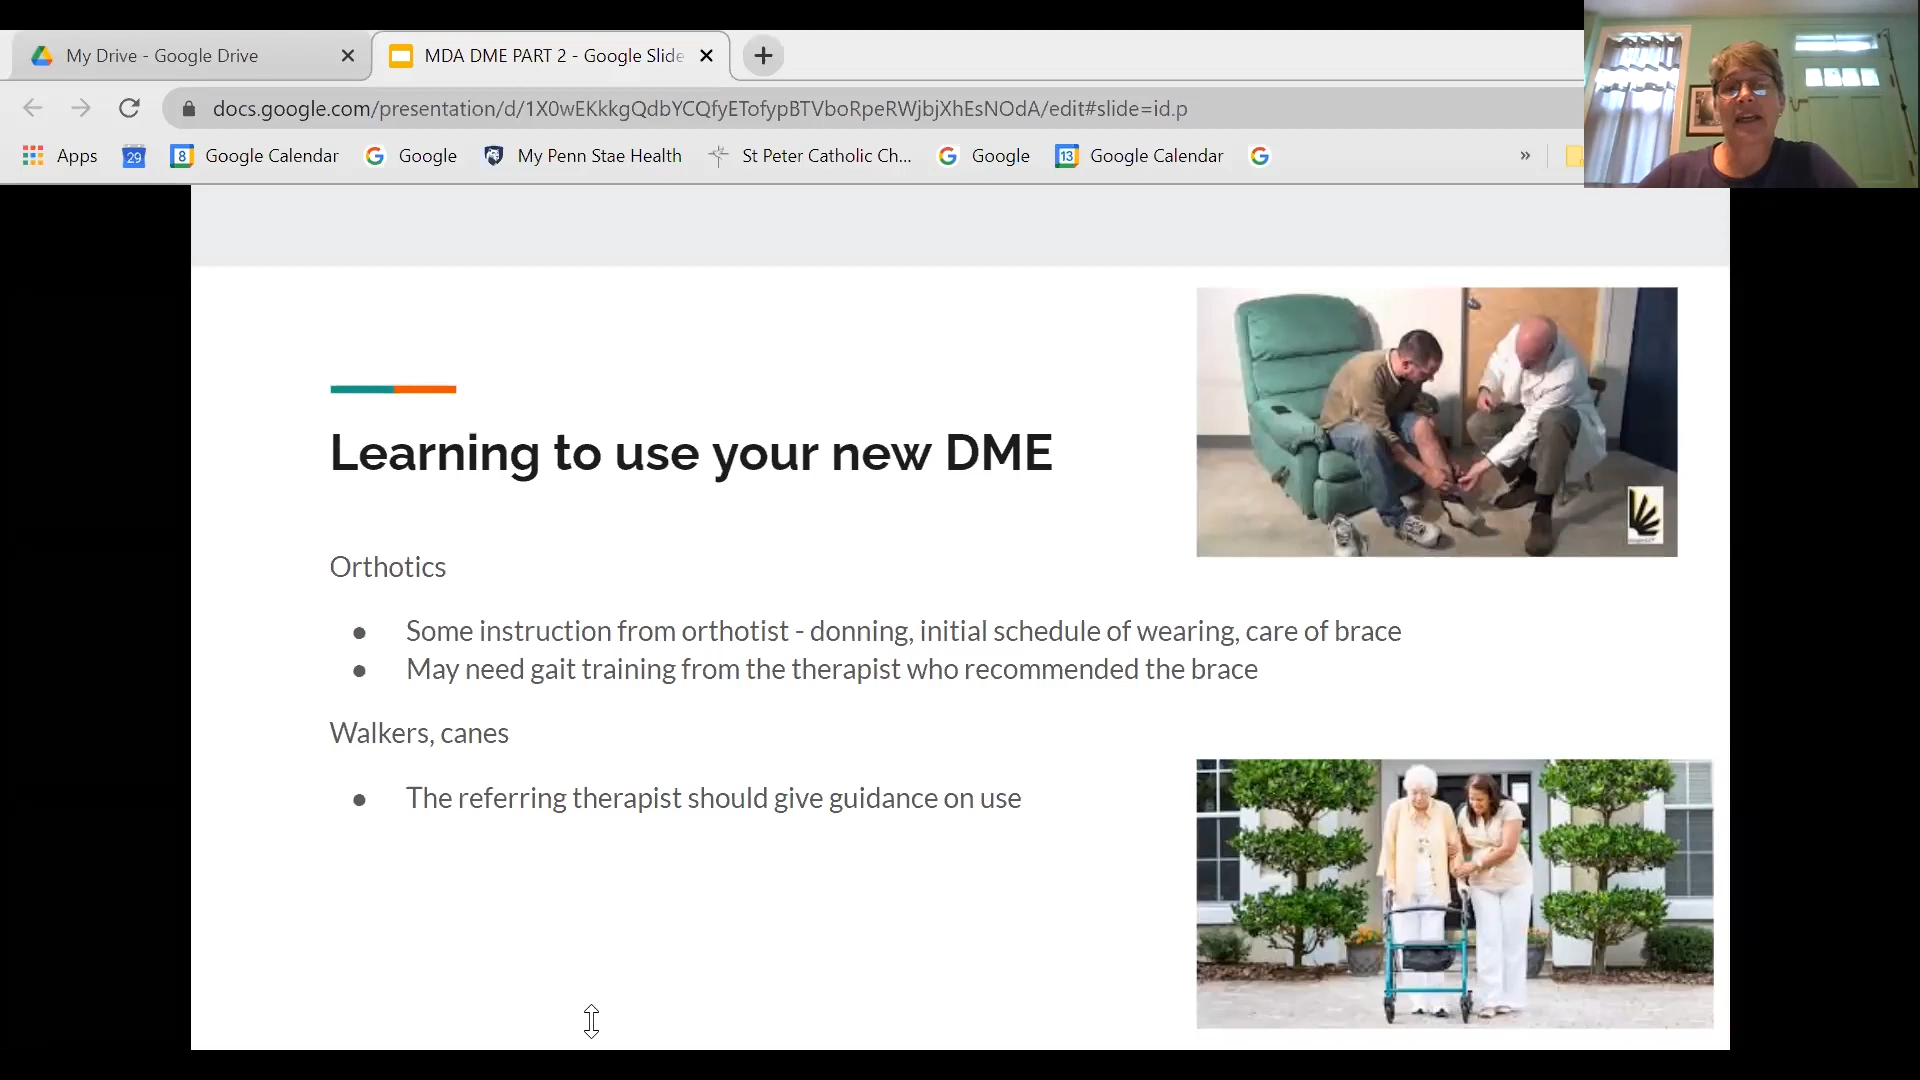 My Drive - Google Drive
MDA DME PART 2 - Google Slide
docs.google.com/presentation/d/1X0wEKkkgQdbYCQfyETofypBTVboRpeRWjbjXhEsNOdA/edit#slide=id.p
Apps 29 8 Google Calendar Google My Penn Stae Health St Peter Catholic Ch... Google 13 Google Calendar »
Learning to use your new DME
Orthotics
● Some instruction from orthotist - donning, initial schedule of wearing, care of brace
● May need gait training from the therapist who recommended the brace
Walkers, canes
● The referring therapist should give guidance on use